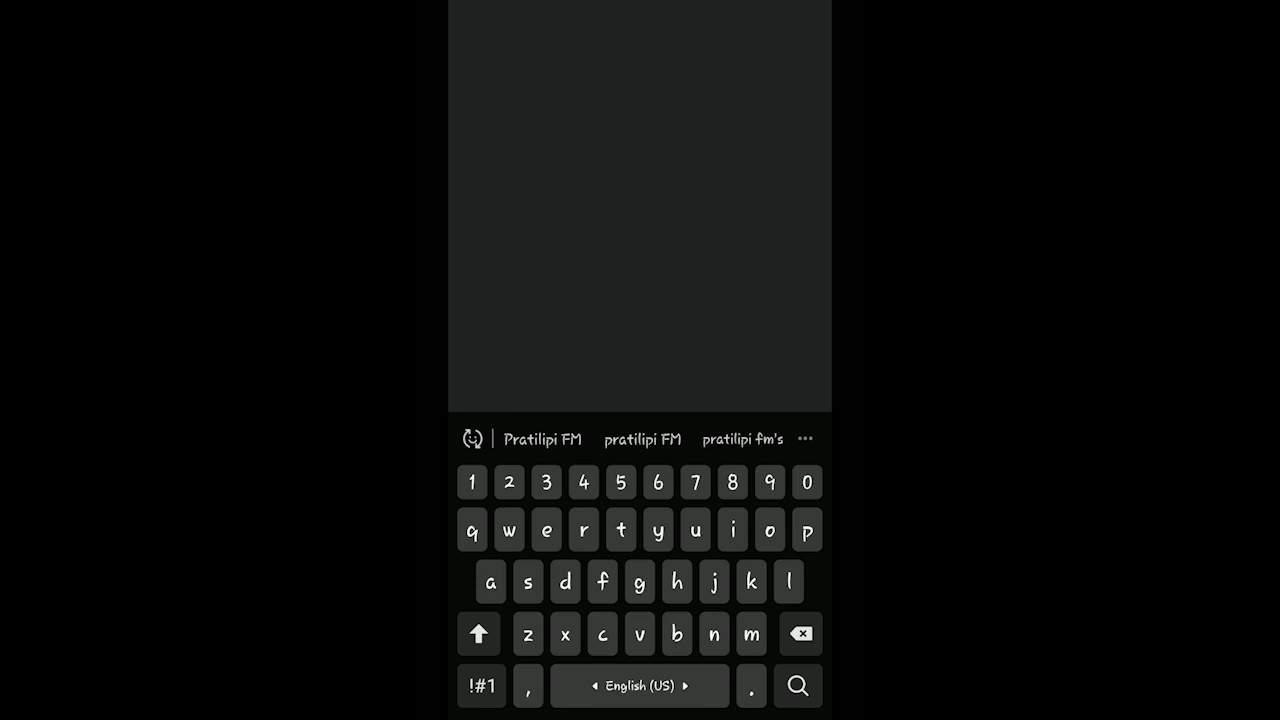 Pratilipi FM pratilipi FM pratilipi fm's
1 2 3 4 5 6 7 8 9 0
q w e r t y u i o p
a s d f g h j k l
z x c v b n m
!#1 , English (US) .